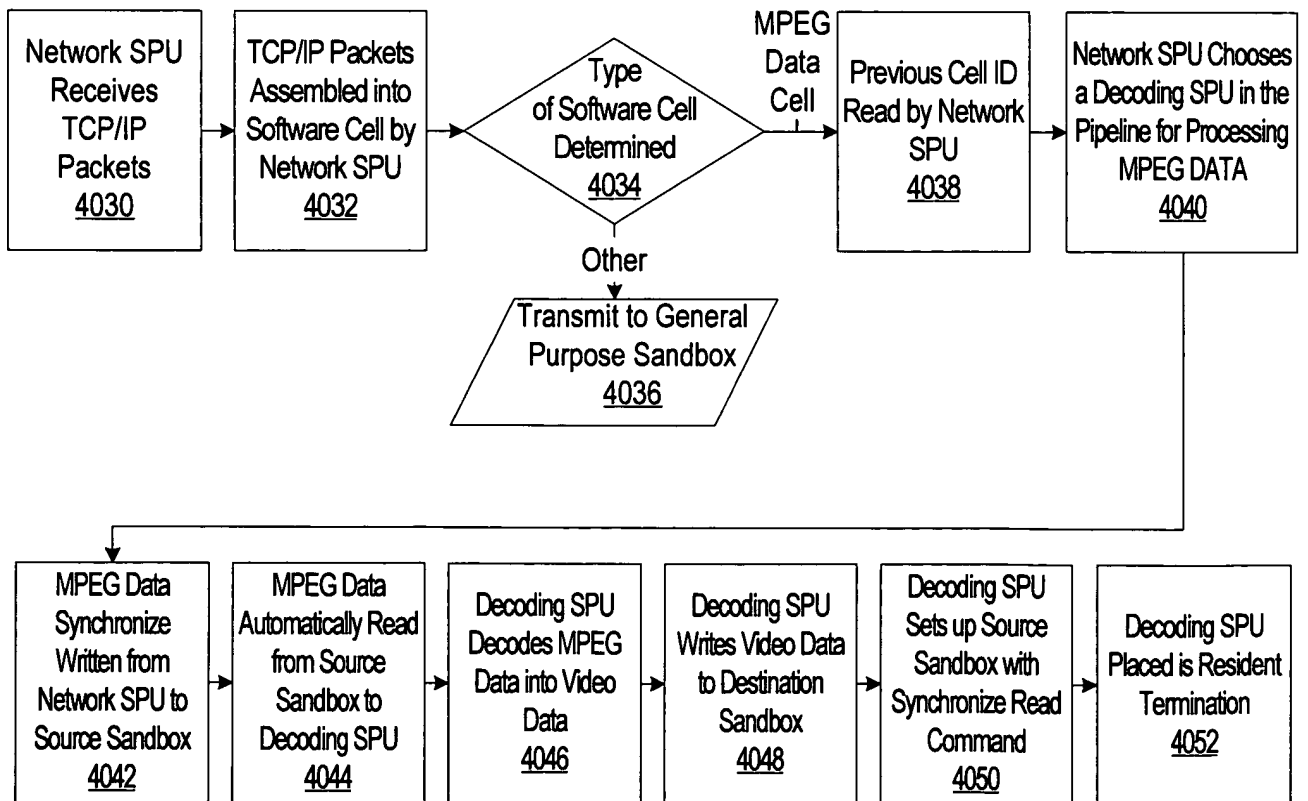 Network SPU
Receives
TCP/IP
Packets
4030
TCP/IP Packets
Assembled into
Software Cell by
Network SPU
4032
Type
of Software Cell
Determined
4034
MPEG
Data
Cell
Previous Cell ID
Read by Network
SPU
4038
Network SPU Chooses
a Decoding SPU in the
Pipeline for Processing
MPEG DATA
4040
Other
Transmit to General
Purpose Sandbox
4036
MPEG Data
Synchronize
Written from
Network SPU to
Source Sandbox
4042
MPEG Data
Automatically Read
from Source
Sandbox to
Decoding SPU
4044
Decoding SPU
Decodes MPEG
Data into Video
Data
4046
Decoding SPU
Writes Video Data
to Destination
Sandbox
4048
Decoding SPU
Sets up Source
Sandbox with
Synchronize Read
Command
4050
Decoding SPU
Placed is Resident
Termination
4052